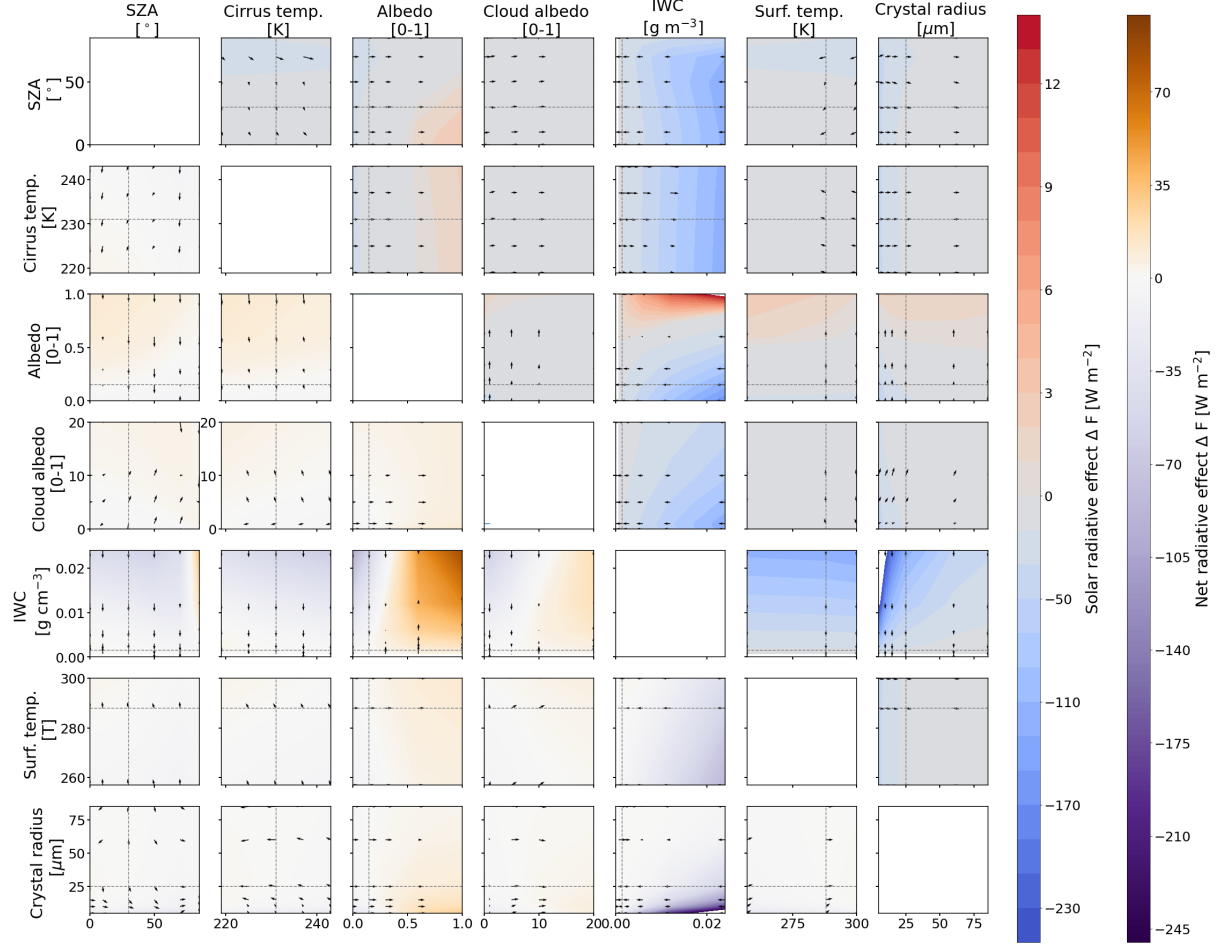 SZA
[°]
Cirrus temp.
[K]
Albedo
[0-1]
Cloud albedo
[0-1]
IWC
[g m−3]
Surf. temp.
[K]
Crystal radius
[μm]
SZA
[°]
50
0
Cirrus temp.
[K]
240
230
220
Albedo
[0-1]
1.0
0.5
0.0
Cloud albedo
[0-1]
20
10
0
20
10
0
IWC
[g cm−3]
0.02
0.01
0.00
Surf. temp.
[T]
300
280
260
Crystal radius
[μm]
75
50
25
0
50
220
240
0.0
0.5
1.0
0
10
20
0.00
0.02
275
300
25
50
75
12
9
6
3
0
−50
−110
−170
−230
Solar radiative effect Δ F [W m−2]
70
35
0
−35
−70
−105
−140
−175
−210
−245
Net radiative effect Δ F [W m−2]